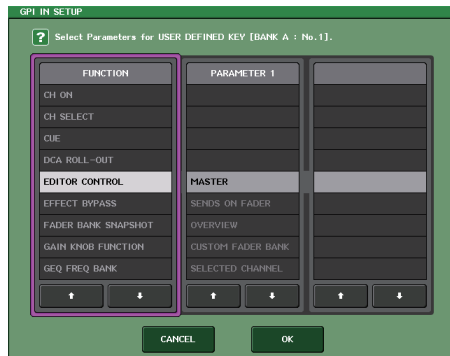 GPI IN SETUP
? Select Parameters for USER DEFINED KEY [BANK A : No.1].
FUNCTION
CH ON
CH SELECT
CUE
DCA ROLL-OUT
EDITOR CONTROL
EFFECT BYPASS
FADER BANK SNAPSHOT
GAIN KNOB FUNCTION
GEQ FREQ BANK
PARAMETER 1
MASTER
SENDS ON FADER
OVERVIEW
CUSTOM FADER BANK
SELECTED CHANNEL
CANCEL
OK